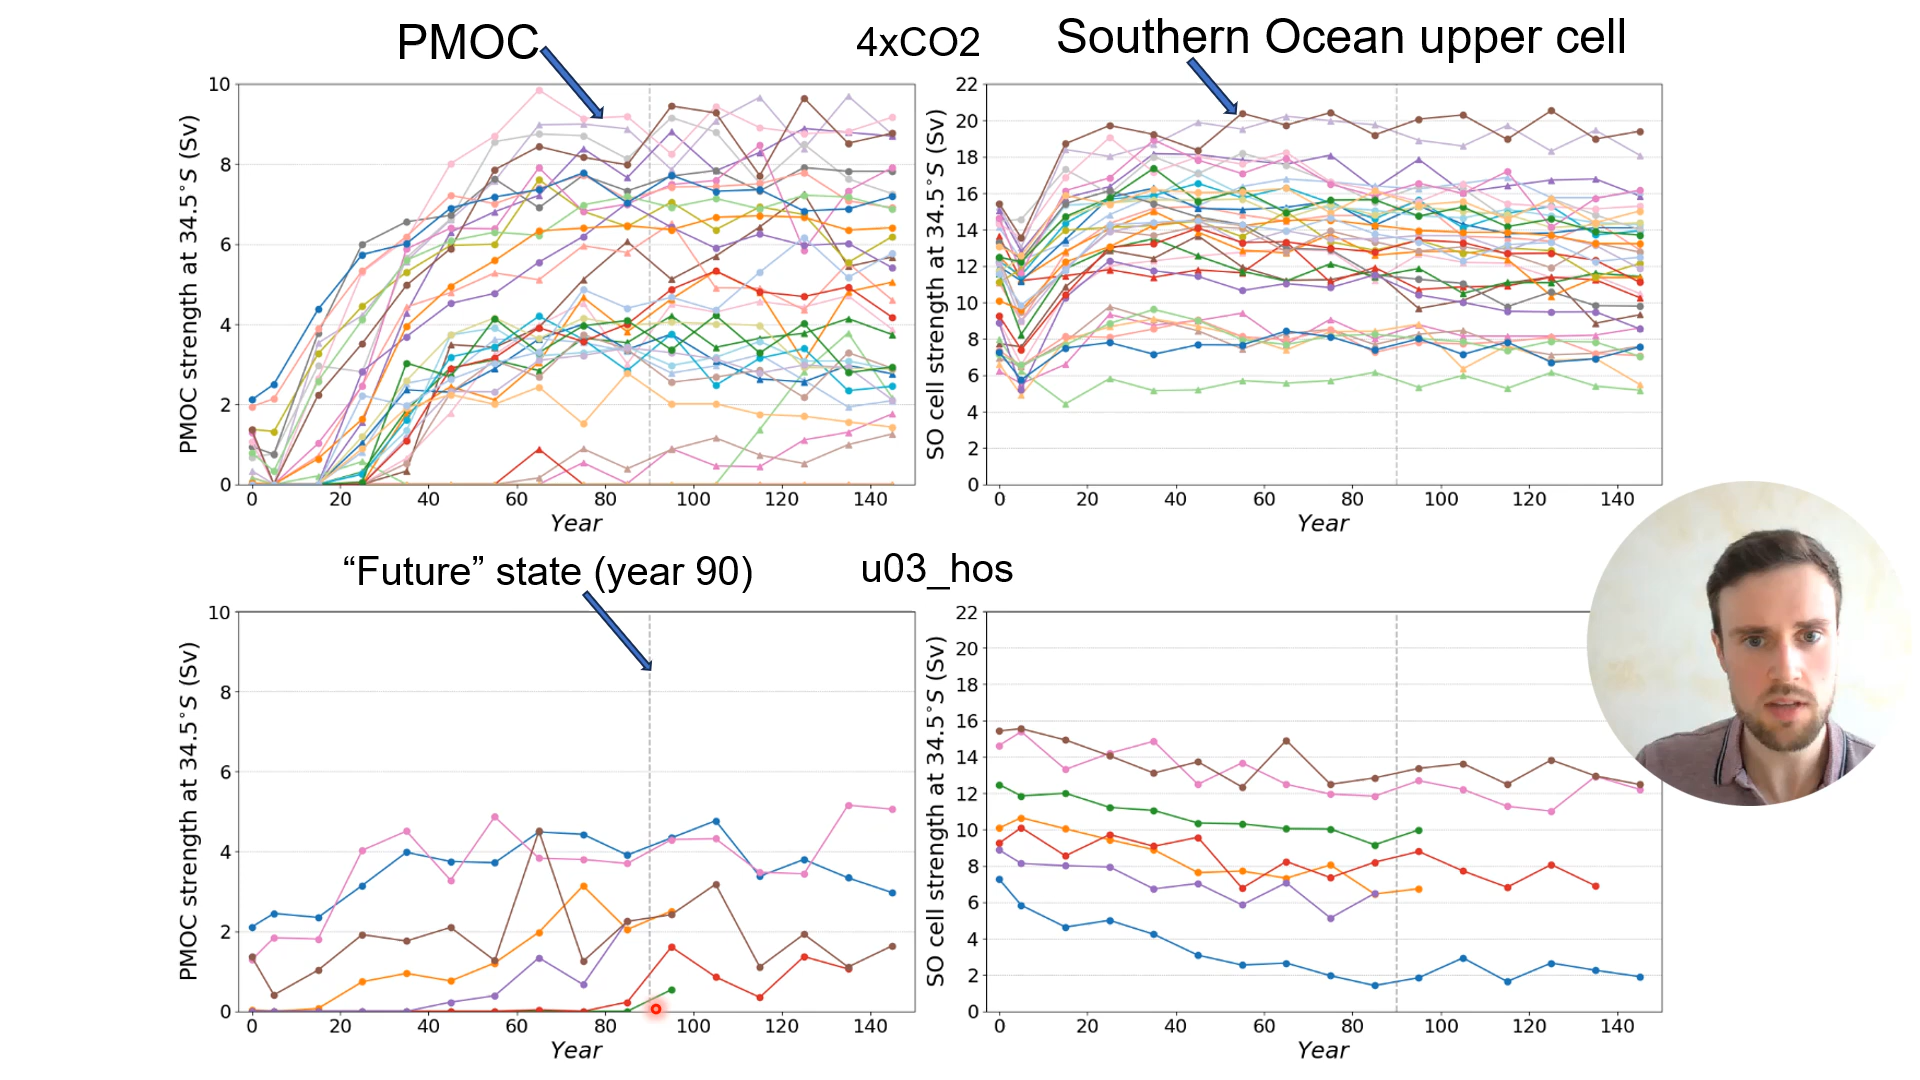 PMOC
4xCO2
Southern Ocean upper cell
PMOC strength at 34.5°S (Sv)
10
8
6
4
2
0
0 20 40 60 80 100 120 140
Year
SO cell strength at 34.5°S (Sv)
22
20
18
16
14
12
10
8
6
4
2
0
0 20 40 60 80 100 120 140
Year
“Future” state (year 90)
u03_hos
PMOC strength at 34.5°S (Sv)
10
8
6
4
2
0
0 20 40 60 80 100 120 140
Year
SO cell strength at 34.5°S (Sv)
22
20
18
16
14
12
10
8
6
4
2
0
0 20 40 60 80 100 120 140
Year